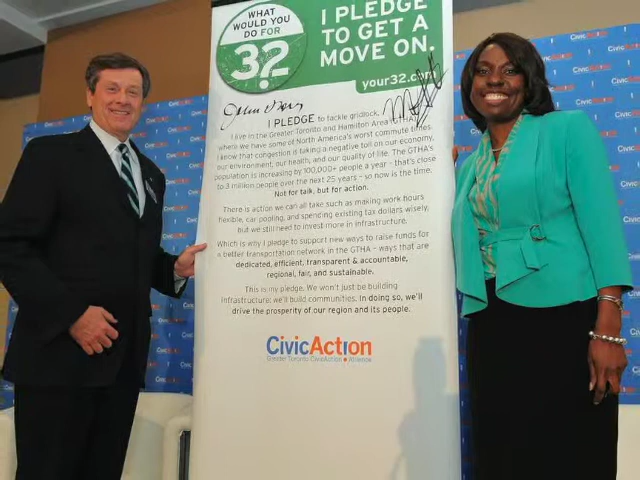 WHAT
WOULD YOU
DO FOR
32
I PLEDGE
TO GET A
MOVE ON.
your32.com
I PLEDGE to tackle gridlock.
I live in the Greater Toronto and Hamilton Area (GTHA)
where we have some of North America's worst commute times.
I know that congestion is taking a negative toll on our economy,
our environment, our health, and our quality of life. The GTHA's
population is increasing by 100,000+ people a year - that's close
to 3 million people over the next 25 years - so now is the time.
Not for talk, but for action.
There is action we can all take such as making work hours
flexible, car pooling, and spending existing tax dollars wisely,
but we still need to invest more in infrastructure.
Which is why I pledge to support new ways to raise funds for
a better transportation network in the GTHA - ways that are
dedicated, efficient, transparent & accountable,
regional, fair, and sustainable.
This is my pledge. We won't just be building
infrastructure; we'll build communities. In doing so, we'll
drive the prosperity of our region and its people.
CivicAction
Greater Toronto CivicAction Alliance